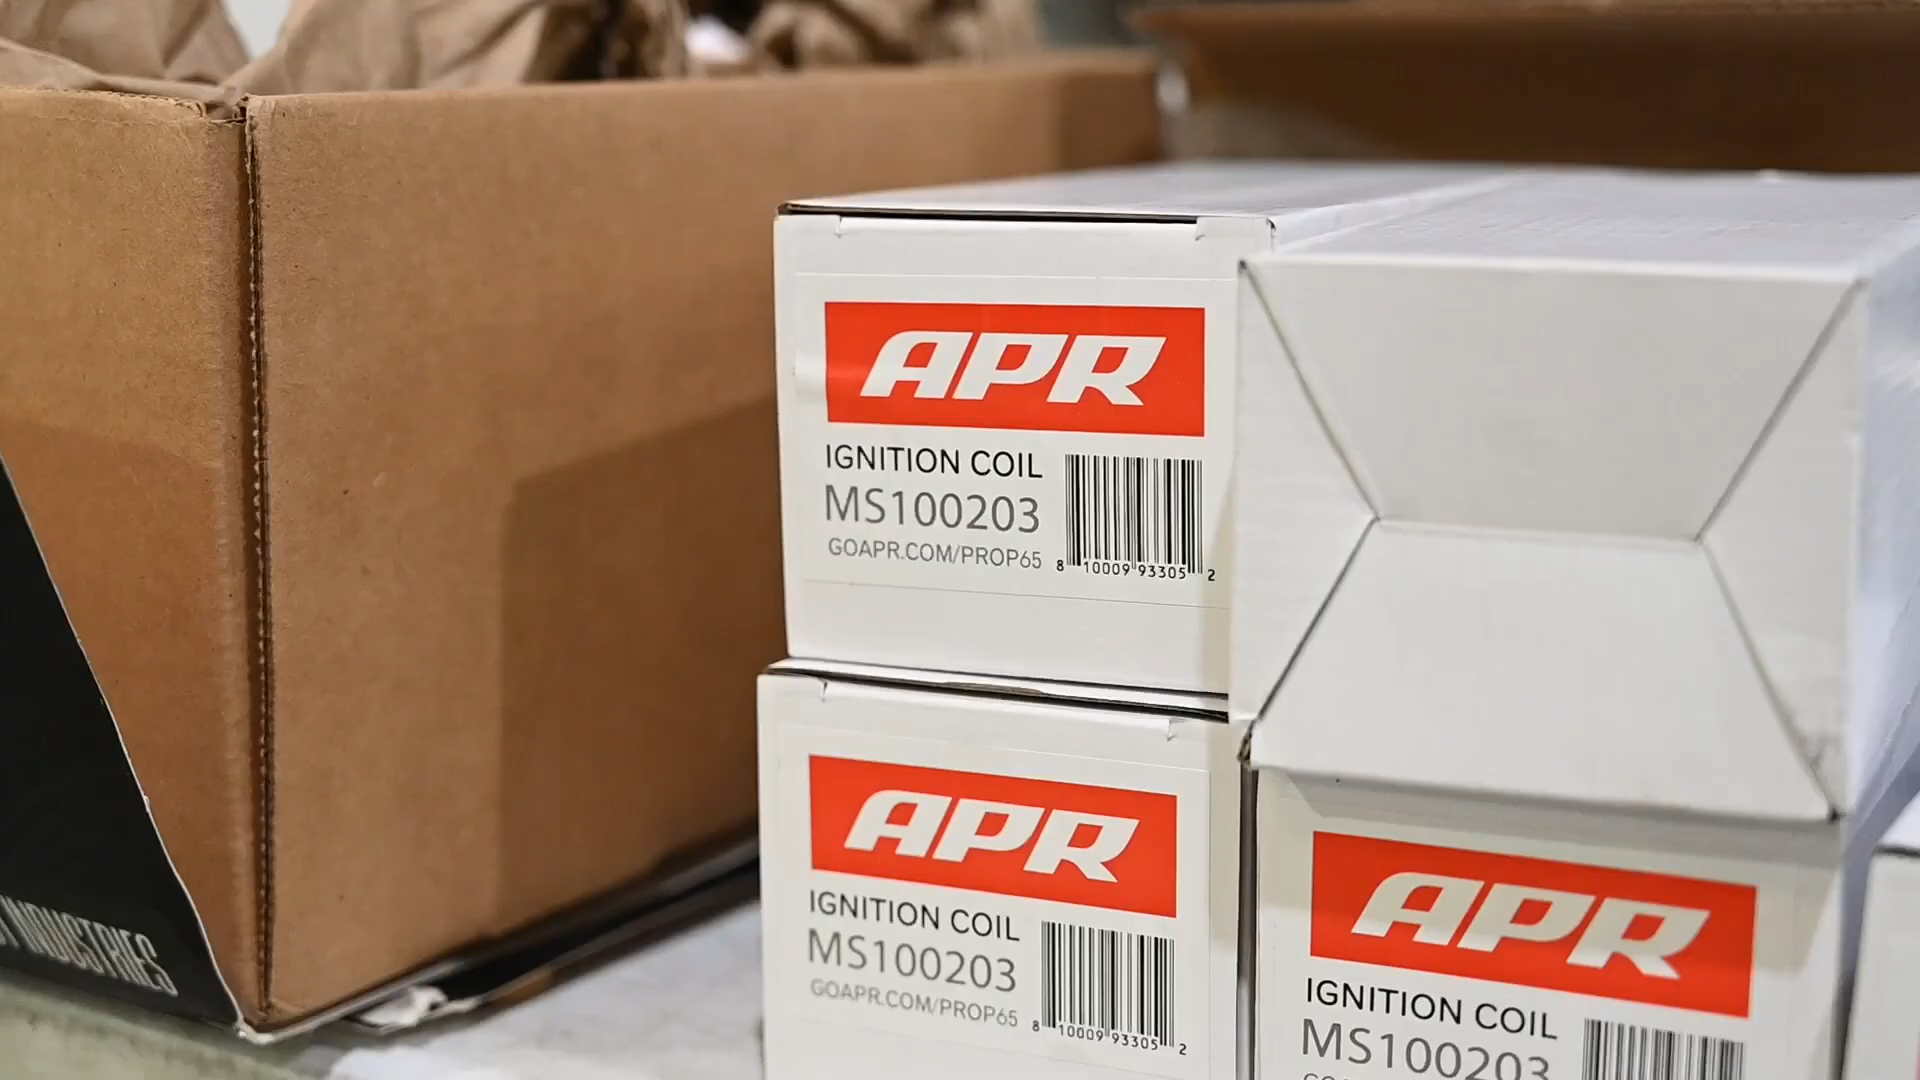 APR
IGNITION COIL
MS100203
GOAPR.COM/PROP65
8 10009 93305 2
APR
IGNITION COIL
MS100203
GOAPR.COM/PROP65
8 10009 93305 2
APR
IGNITION COIL
MS100203
INDUSTRIES